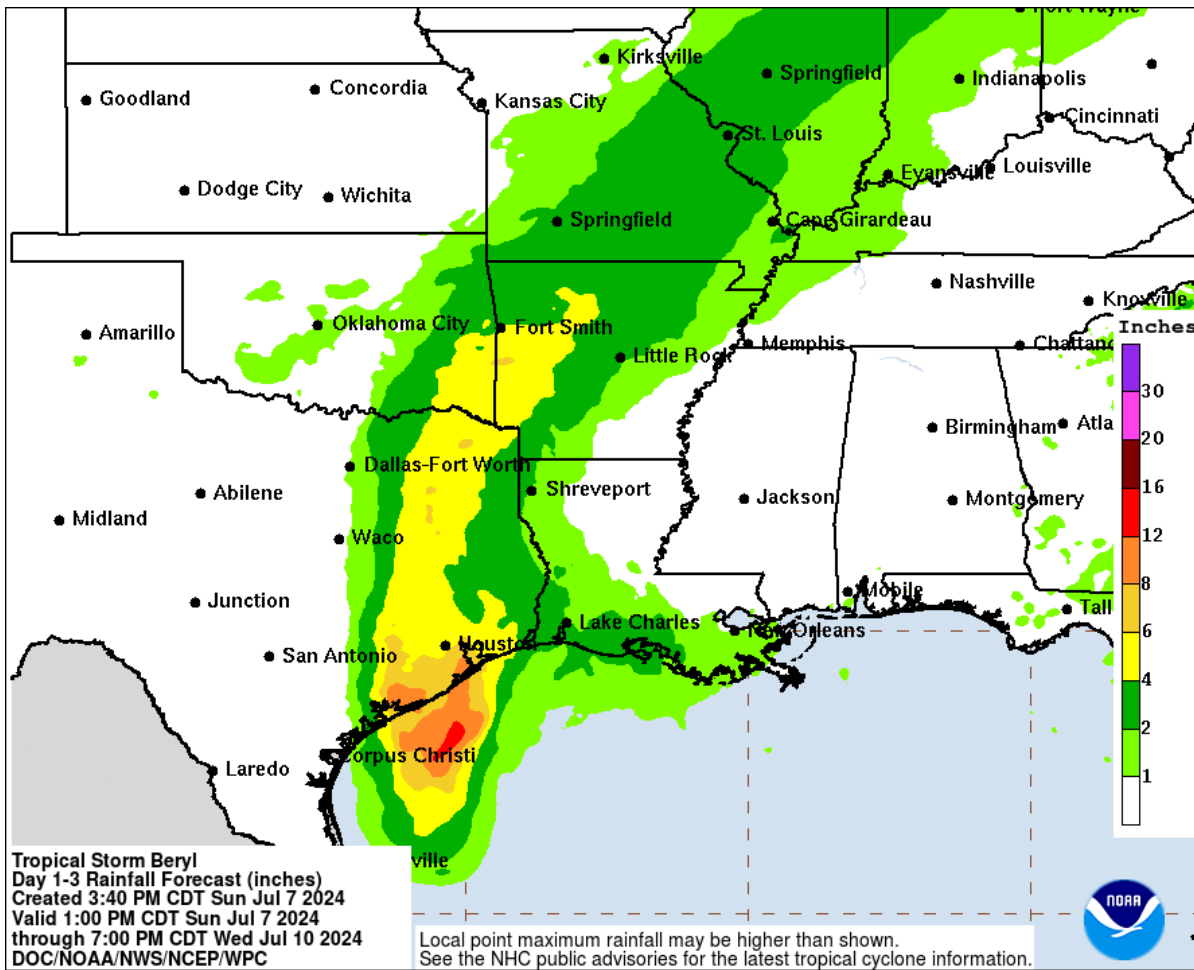 Fort Wayne
Kirksville
Springfield
Indianapolis
Concordia
Goodland
Kansas City
Cincinnati
St. Louis
Louisville
Evansville
Dodge City
Wichita
Springfield
Cape Girardeau
Nashville
Knoxville
Oklahoma City
Fort Smith
Amarillo
Inches
Memphis
Chattano
Little Rock
30
Birmingham
Atla
20
Dallas-Fort Worth
16
Abilene
Shreveport
Jackson
Montgomery
Midland
12
Waco
8
Mobile
Junction
Tall
Lake Charles
New Orleans
6
Houston
San Antonio
4
2
Corpus Christi
Laredo
1
ville
Tropical Storm Beryl
Day 1-3 Rainfall Forecast (inches)
Created 3:40 PM CDT Sun Jul 7 2024
Valid 1:00 PM CDT Sun Jul 7 2024
through 7:00 PM CDT Wed Jul 10 2024
DOC/NOAA/NWS/NCEP/WPC
Local point maximum rainfall may be higher than shown.
See the NHC public advisories for the latest tropical cyclone information.
NOAA